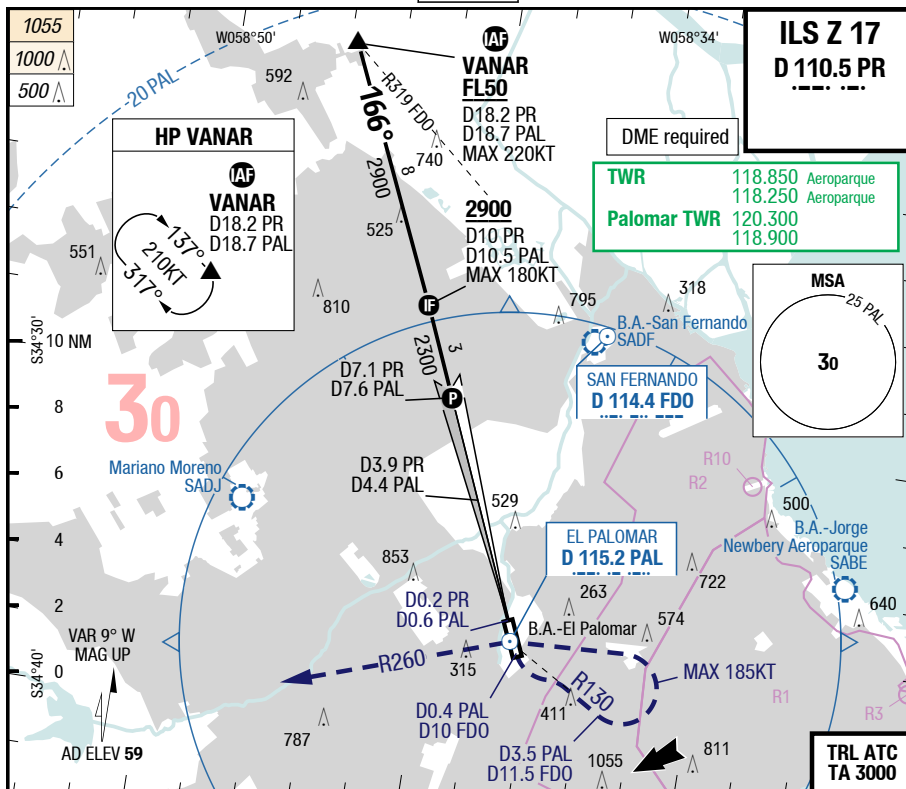 1055
1000
500
W058°50'
W058°34'
ILS Z 17
D 110.5 PR
20 PAL
592
IAF
VANAR
FL50
D18.2 PR
D18.7 PAL
MAX 220KT
R319 FDO
166°
2900
8
740
525
DME required
TWR 118.850 Aeroparque
118.250 Aeroparque
Palomar TWR 120.300
118.900
HP VANAR
IAF
VANAR
D18.2 PR
D18.7 PAL
137°
210KT
317°
551
2900
D10 PR
D10.5 PAL
MAX 180KT
IF
810
795
318
MSA
25 PAL
30
S34°30'
10 NM
B.A.-San Fernando
SADF
3
2300
D7.1 PR
D7.6 PAL
P
SAN FERNANDO
D 114.4 FDO
30
8
6
4
2
0
Mariano Moreno
SADJ
D3.9 PR
D4.4 PAL
529
R10
R2
500
B.A.-Jorge
Newbery Aeroparque
SABE
EL PALOMAR
D 115.2 PAL
853
722
263
574
640
D0.2 PR
D0.6 PAL
B.A.-El Palomar
VAR 9° W
MAG UP
S34°40'
R260
315
MAX 185KT
R130
411
R1
R3
D0.4 PAL
D10 FDO
787
D3.5 PAL
D11.5 FDO
1055
811
AD ELEV 59
TRL ATC
TA 3000